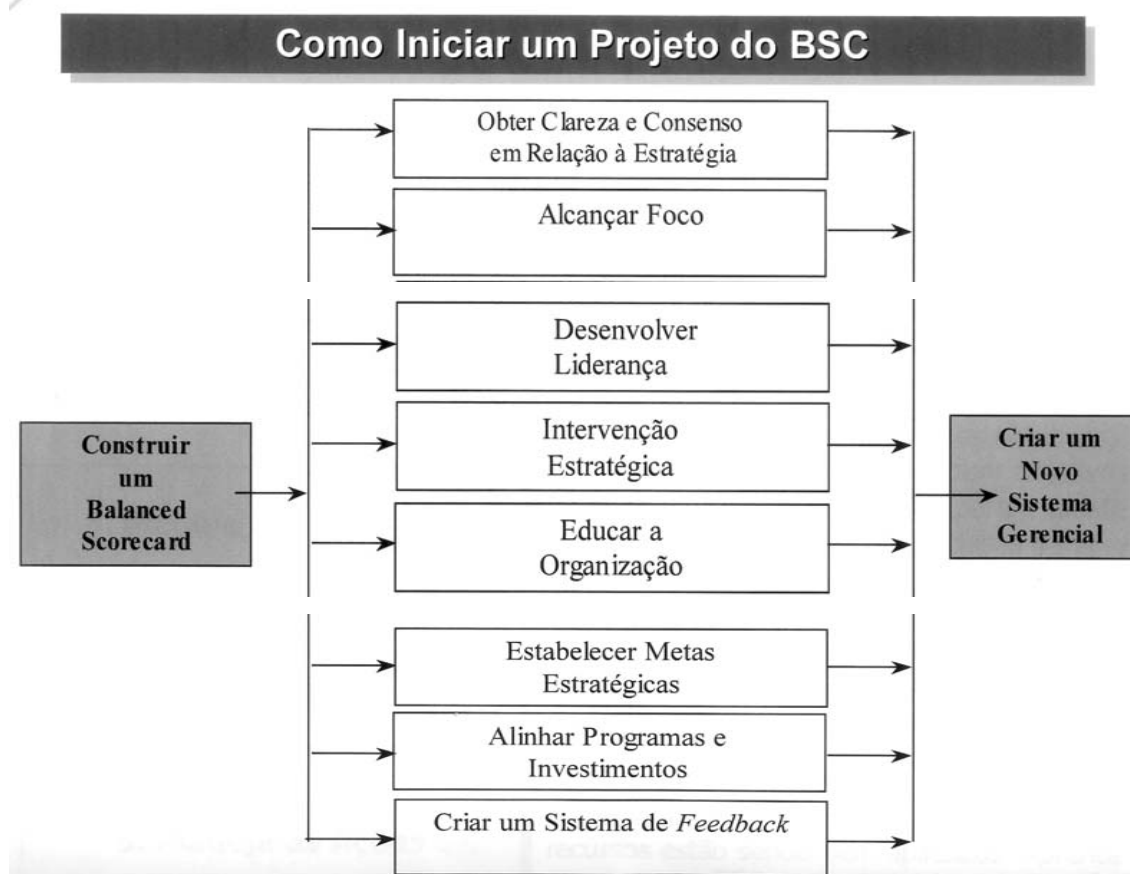 Como Iniciar um Projeto do BSC
Obter Clareza e Consenso
em Relação à Estratégia
Alcançar Foco
Desenvolver
Liderança
Intervenção
Estratégica
Educar a
Organização
Estabelecer Metas
Estratégicas
Alinhar Programas e
Investimentos
Criar um Sistema de Feedback
Construir
um
Balanced
Scorecard
Criar um
Novo
Sistema
Gerencial